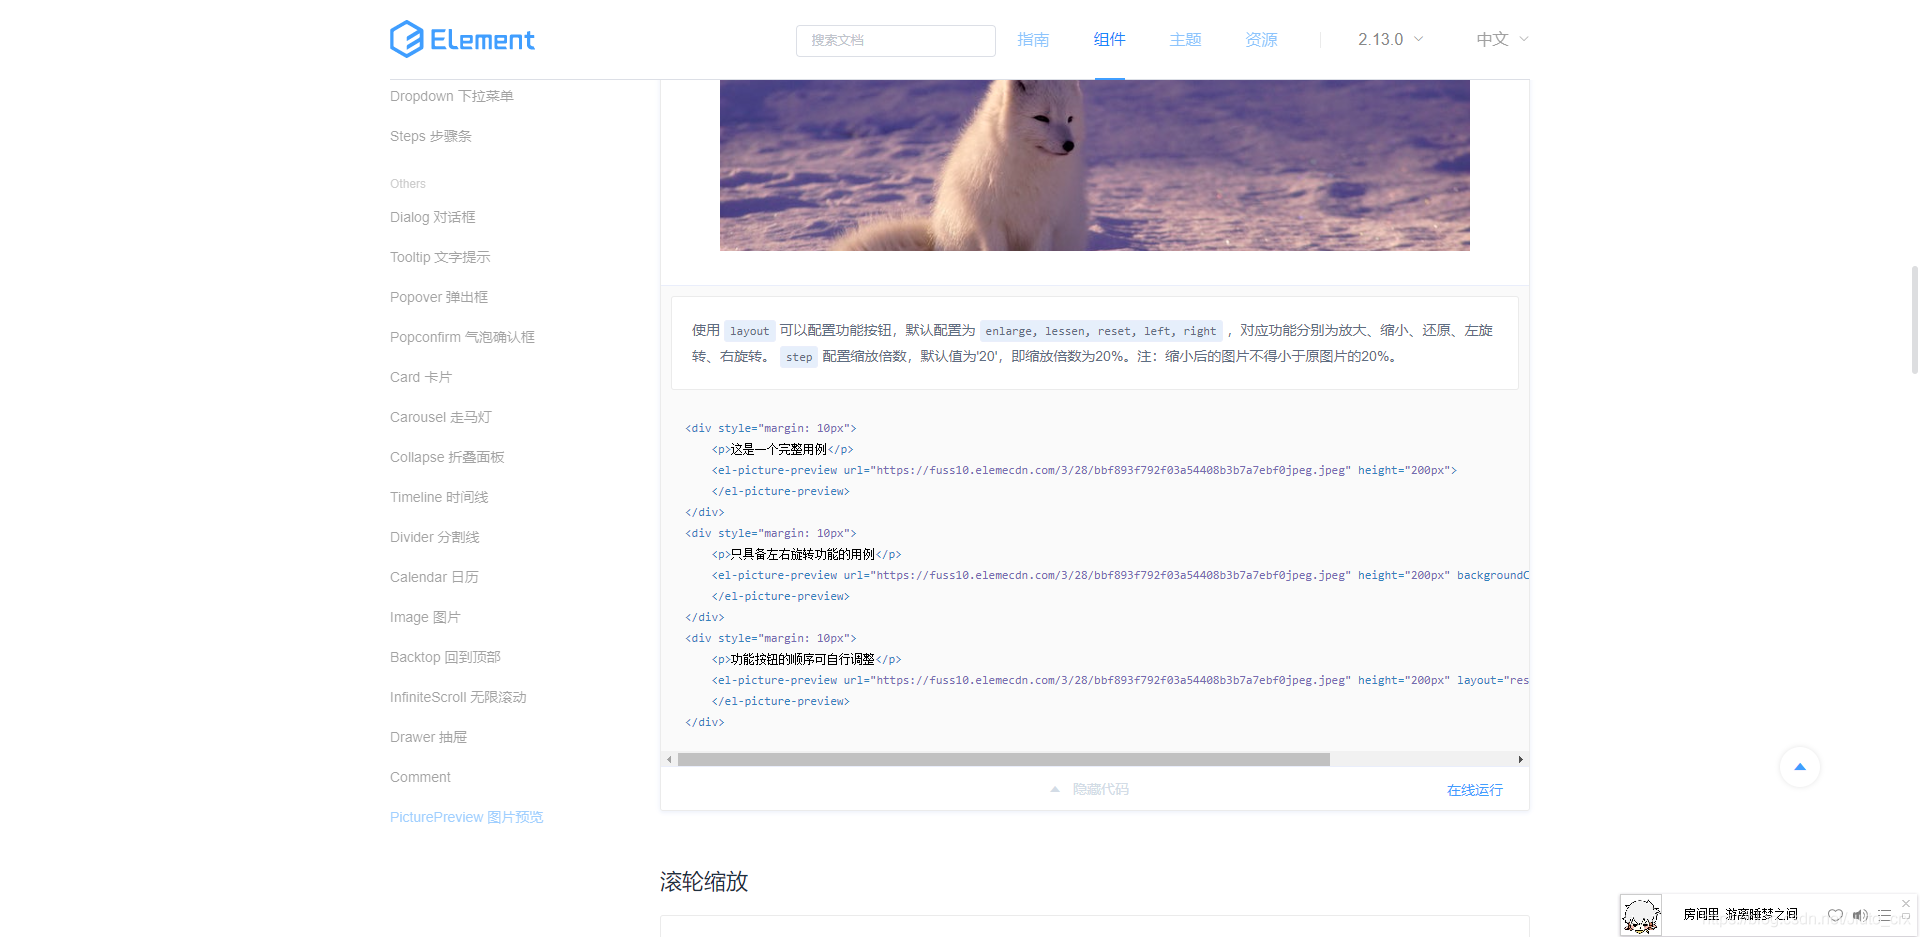 Element
搜索文档
指南
组件
主题
资源
2.13.0
中文
Dropdown 下拉菜单
Steps 步骤条
Others
Dialog 对话框
Tooltip 文字提示
Popover 弹出框
Popconfirm 气泡确认框
Card 卡片
Carousel 走马灯
Collapse 折叠面板
Timeline 时间线
Divider 分割线
Calendar 日历
Image 图片
Backtop 回到顶部
InfiniteScroll 无限滚动
Drawer 抽屉
Comment
PicturePreview 图片预览
使用 layout 可以配置功能按钮，默认配置为 enlarge, lessen, reset, left, right ，对应功能分别为放大、缩小、还原、左旋
转、右旋转。 step 配置缩放倍数，默认值为'20'，即缩放倍数为20%。注：缩小后的图片不得小于原图片的20%。
<div style="margin: 10px">
<p>这是一个完整用例</p>
<el-picture-preview url="https://fuss10.elemecdn.com/3/28/bbf893f792f03a54408b3b7a7ebf0jpeg.jpeg" height="200px">
</el-picture-preview>
</div>
<div style="margin: 10px">
<p>只具备左右旋转功能的用例</p>
<el-picture-preview url="https://fuss10.elemecdn.com/3/28/bbf893f792f03a54408b3b7a7ebf0jpeg.jpeg" height="200px" backgroundC
</el-picture-preview>
</div>
<div style="margin: 10px">
<p>功能按钮的顺序可自行调整</p>
<el-picture-preview url="https://fuss10.elemecdn.com/3/28/bbf893f792f03a54408b3b7a7ebf0jpeg.jpeg" height="200px" layout="res
</el-picture-preview>
</div>
隐藏代码
在线运行
滚轮缩放
房间里 游离睡梦之间